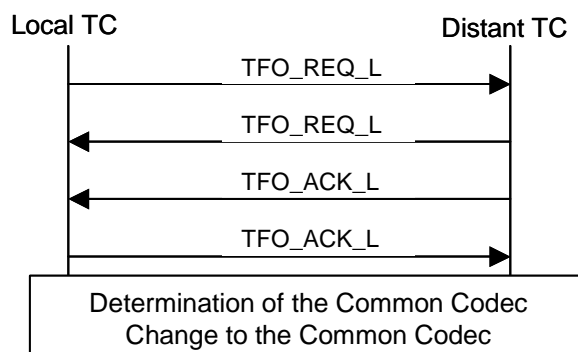 Local TC
Distant TC
TFO_REQ_L
TFO_REQ_L
TFO_ACK_L
TFO_ACK_L
Determination of the Common Codec
Change to the Common Codec